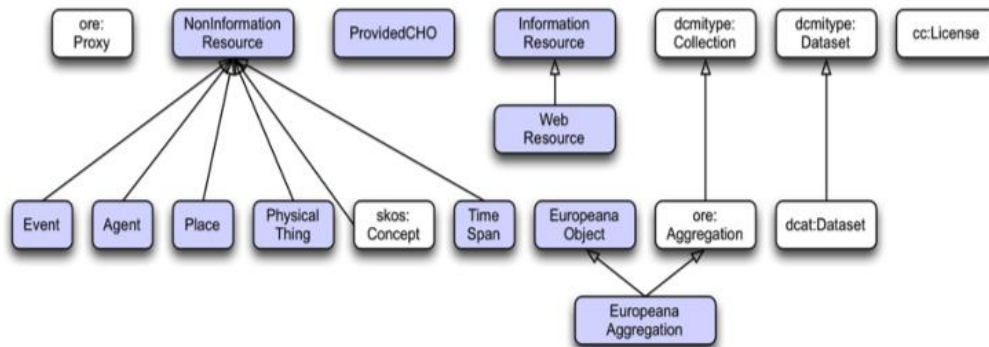 ore:
Proxy
NonInformation
Resource
ProvidedCHO
Information
Resource
dcmitype:
Collection
dcmitype:
Dataset
cc:License
Web
Resource
Event
Agent
Place
Physical
Thing
skos:
Concept
Time
Span
Europeana
Object
ore:
Aggregation
dcat:Dataset
Europeana
Aggregation